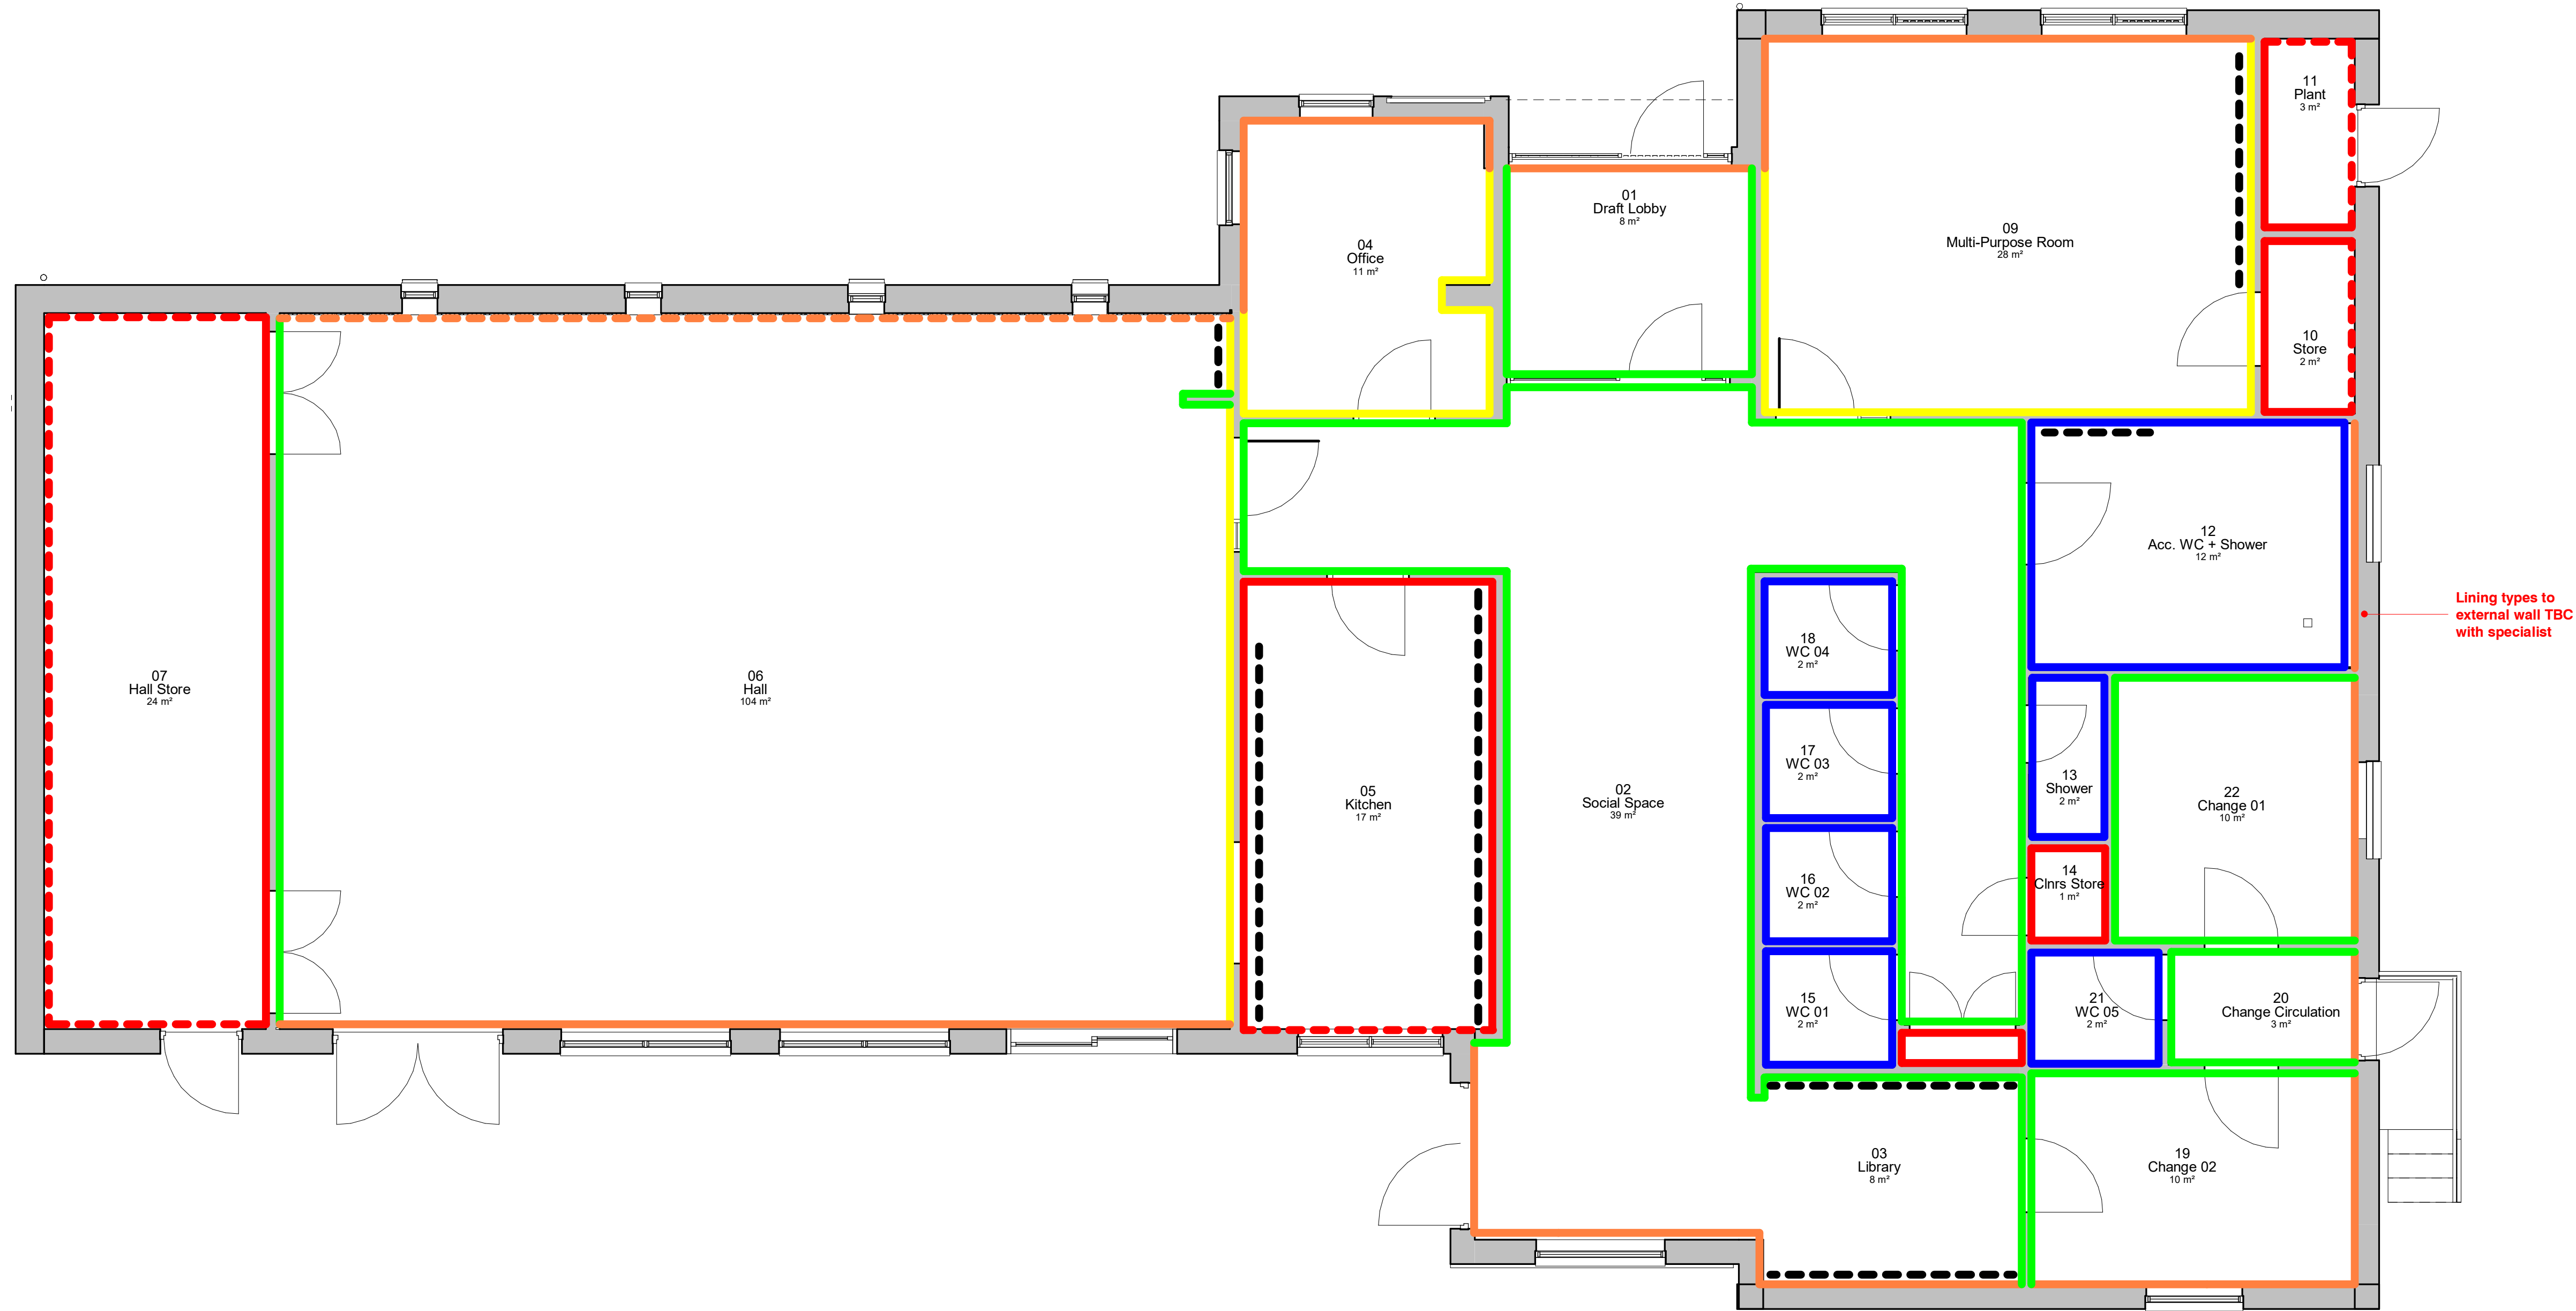 11
Plant
3 m²
01
Draft Lobby
8 m²
04
Office
11 m²
09
Multi-Purpose Room
28 m²
10
Store
2 m²
12
Acc. WC + Shower
12 m²
Lining types to
external wall TBC
with specialist
07
Hall Store
24 m²
06
Hall
104 m²
18
WC 04
2 m²
17
WC 03
2 m²
05
Kitchen
17 m²
02
Social Space
39 m²
13
Shower
2 m²
22
Change 01
10 m²
16
WC 02
2 m²
14
Clnrs Store
1 m²
15
WC 01
2 m²
21
WC 05
2 m²
20
Change Circulation
3 m²
03
Library
8 m²
19
Change 02
10 m²